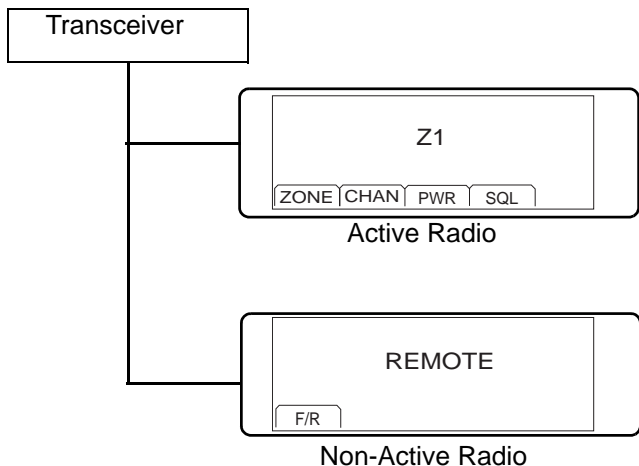 Transceiver
Z1
ZONE CHAN PWR SQL
Active Radio
REMOTE
F/R
Non-Active Radio